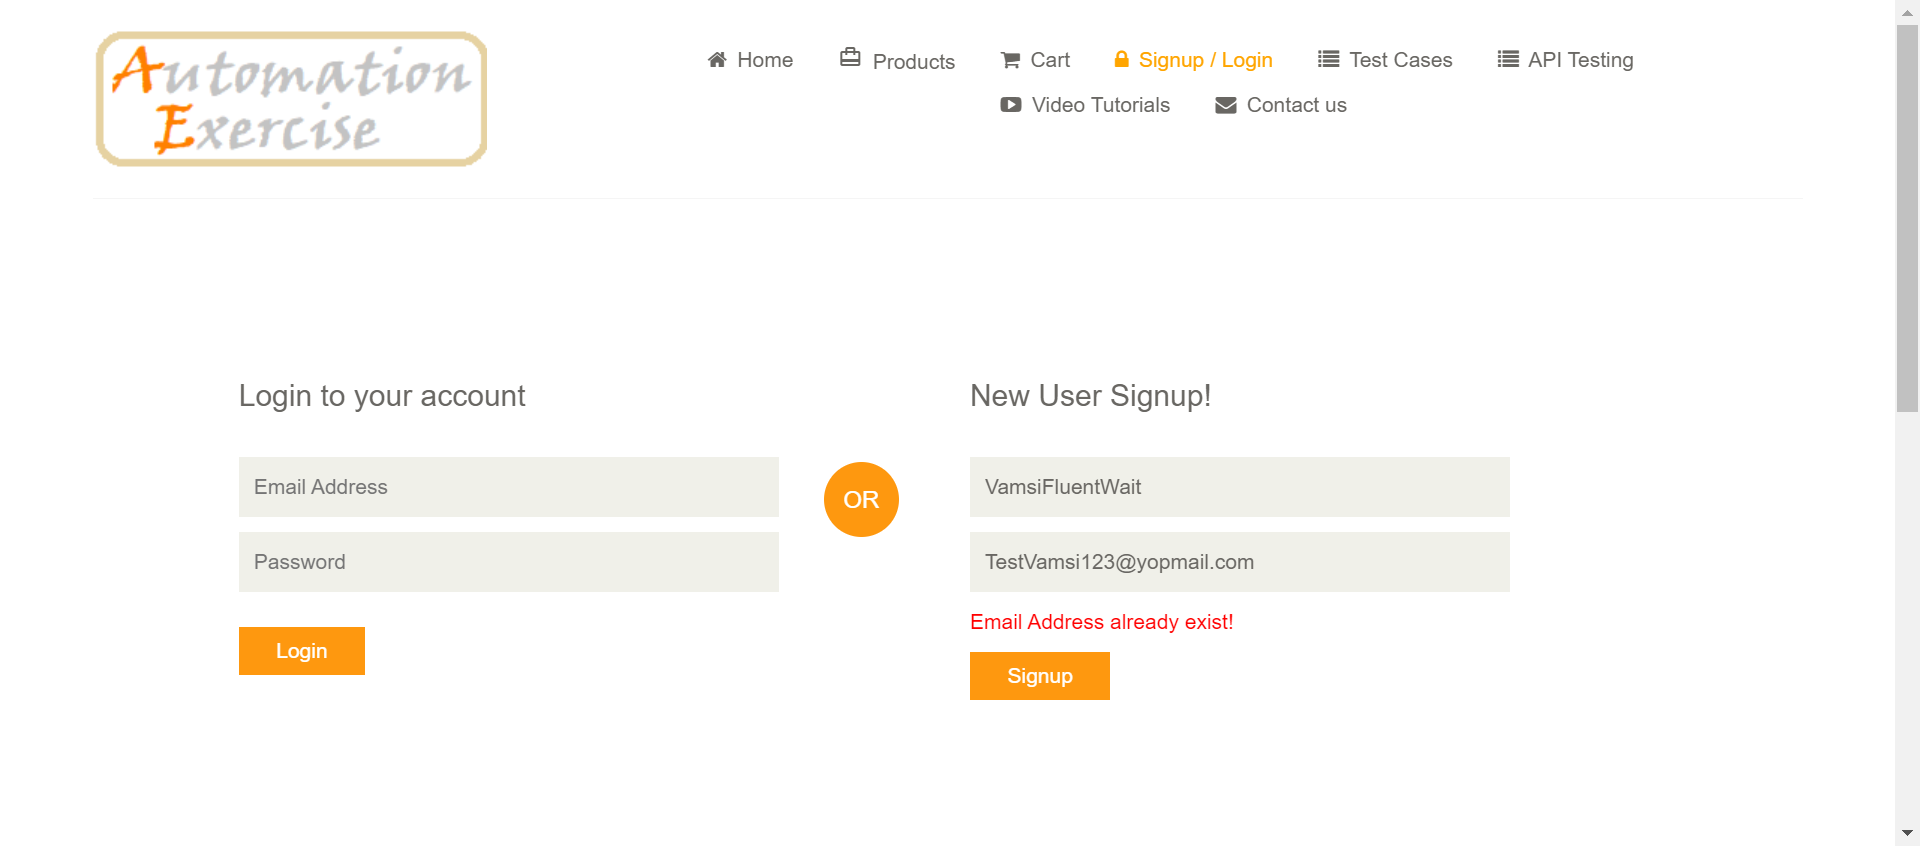 Automation
Exercise
Home Products Cart Signup / Login Test Cases API Testing
Video Tutorials Contact us
Login to your account
Email Address
Password
Login
OR
New User Signup!
VamsiFluentWait
TestVamsi123@yopmail.com
Email Address already exist!
Signup